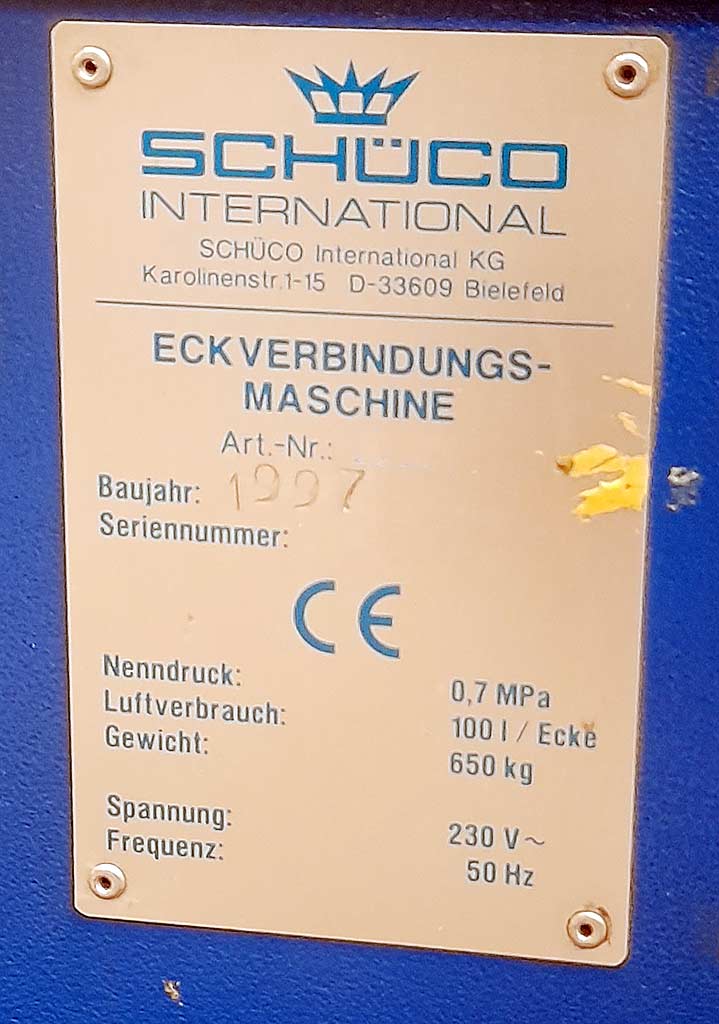 SCHÜCO
INTERNATIONAL
SCHÜCO International KG
Karolinenstr.1-15 D-33609 Bielefeld
ECKVERBINDUNGS-
MASCHINE
Art.-Nr.:
Baujahr: 1997
Seriennummer:
CE
Nenndruck: 0,7 MPa
Luftverbrauch: 100 l / Ecke
Gewicht: 650 kg
Spannung: 230 V~
Frequenz: 50 Hz